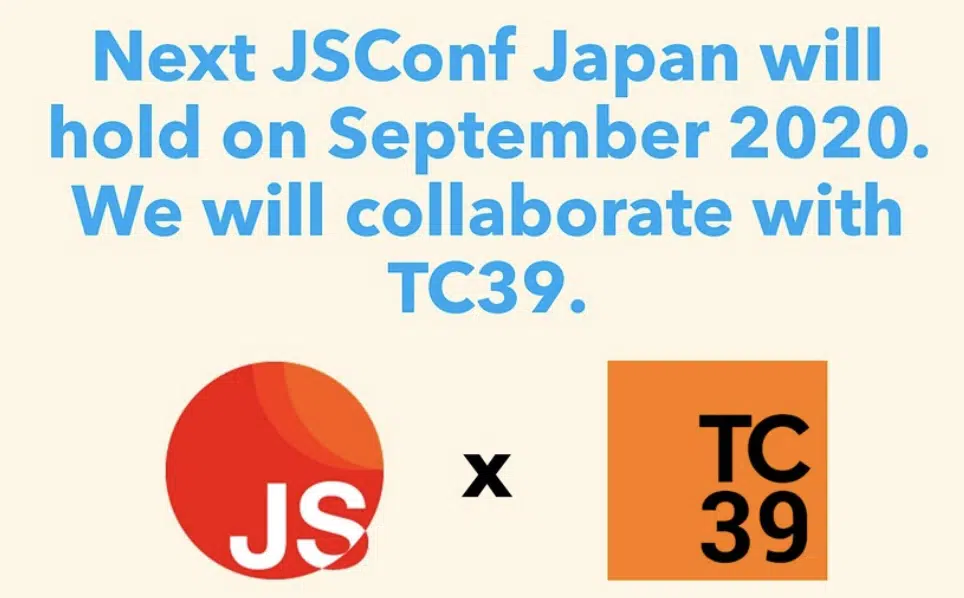 Next JSConf Japan will
hold on September 2020.
We will collaborate with
TC39.
JS
x
TC
39